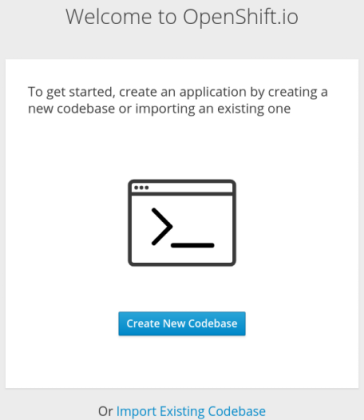 Welcome to OpenShift.io
To get started, create an application by creating a
new codebase or importing an existing one
Create New Codebase
Or Import Existing Codebase